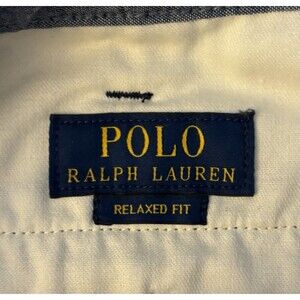 POLO
RALPH LAUREN
RELAXED FIT